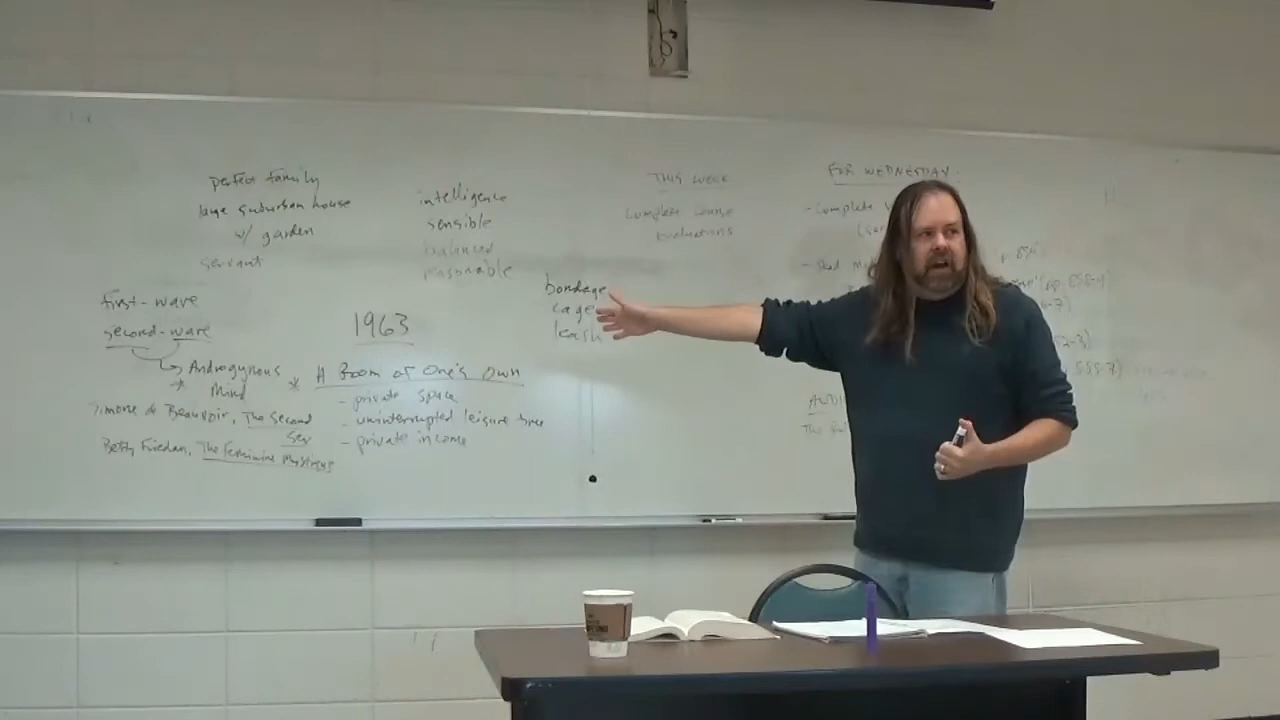 perfect family
large suburban house
w/ garden
servant
intelligence
sensible
balanced
reasonable
THIS WEEK
Complete course
evaluations
FOR WEDNESDAY
- Complete
- Read
bondage
cage
leash
first-wave
second-wave
Androgynous
Mind
Simone de Beauvoir, The Second
Sex
Betty Friedan, The Feminine Mystique
1963
* A Room of One's Own
- private space
- uninterrupted leisure time
- private income